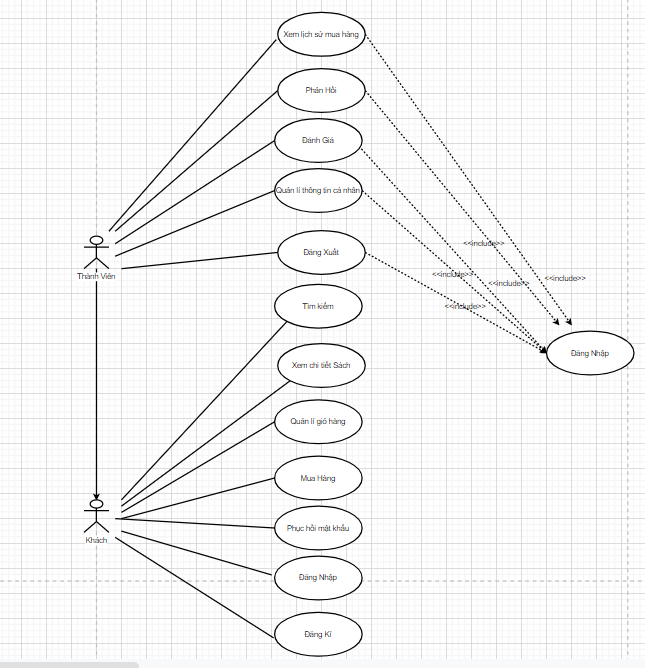 Xem lịch sử mua hàng
Phản Hồi
Đánh Giá
Quản lí thông tin cá nhân
Đăng Xuất
Thành Viên
<<include>>
<<include>>
<<include>>
<<include>>
<<include>>
Tìm kiếm
Đăng Nhập
Xem chi tiết Sách
Quản lí giỏ hàng
Mua Hàng
Phục hồi mật khẩu
Khách
Đăng Nhập
Đăng Kí